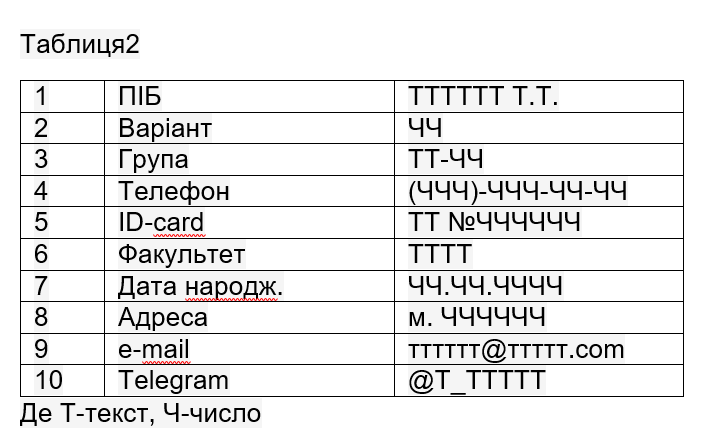 Таблиця2
1 ПІБ ТТТТТТ Т.Т.
2 Варіант ЧЧ
3 Група ТТ-ЧЧ
4 Телефон (ЧЧЧ)-ЧЧЧ-ЧЧ-ЧЧ
5 ID-card ТТ №ЧЧЧЧЧЧ
6 Факультет ТТТТ
7 Дата народж. ЧЧ.ЧЧ.ЧЧЧЧ
8 Адреса м. ЧЧЧЧЧЧ
9 e-mail тттттт@ттттт.com
10 Telegram @Т_ТТТТТ
Де Т-текст, Ч-число